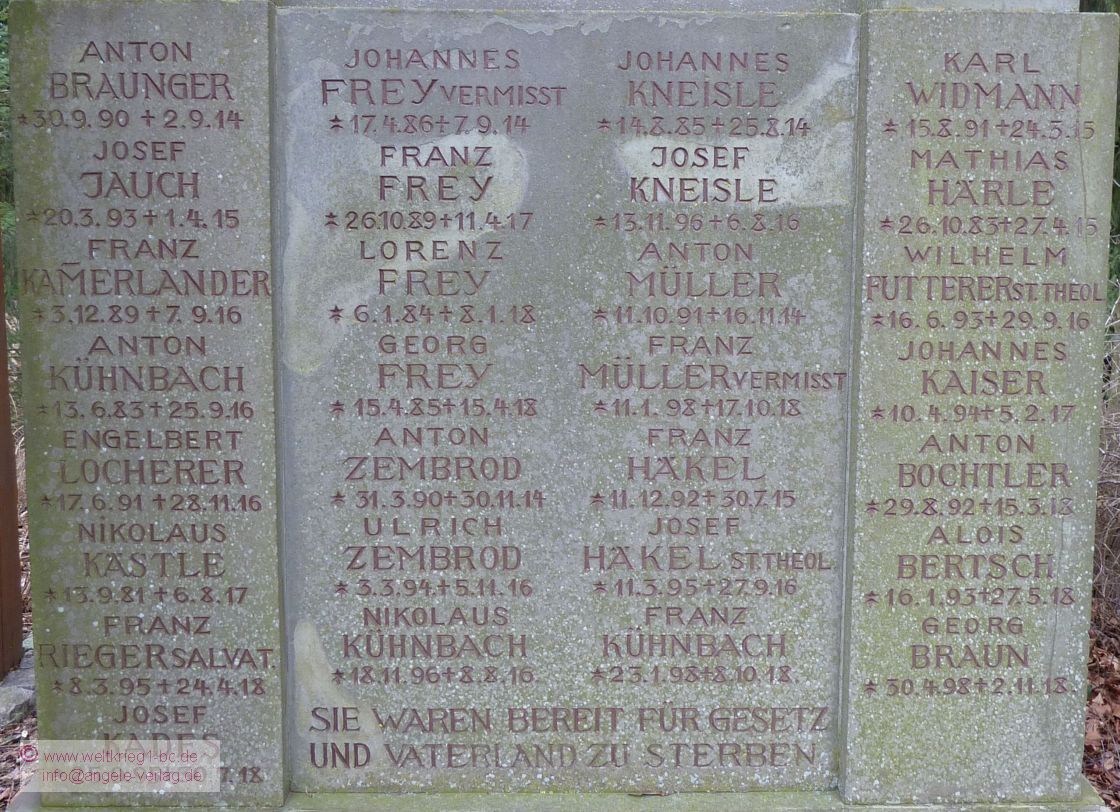 ANTON
BRAUNGER
*30.9.90 + 2.9.14
JOSEF
JAUCH
*20.3.93+1.4.15
FRANZ
KAMERLANDER
*3.12.89+7.9.16
ANTON
KÜHNBACH
*13.6.83+25.9.16
ENGELBERT
LOCHERER
*17.6.91+28.11.16
NIKOLAUS
KÄSTLE
*13.9.81+6.8.17
FRANZ
RIEGER SALVAT.
*8.3.95+24.4.18
JOSEF
7.18
JOHANNES
FREY VERMISST
*17.4.86+7.9.14
FRANZ
FREY
*26.10.89+11.4.17
LORENZ
FREY
*6.1.84+8.1.18
GEORG
FREY
*15.4.85+15.4.18
ANTON
ZEMBROD
*31.3.90+30.11.14
ULRICH
ZEMBROD
*3.3.94+5.11.16
NIKOLAUS
KÜHNBACH
*18.11.96+8.8.16.
JOHANNES
KNEISLE
*14.8.85+25.8.14
JOSEF
KNEISLE
*13.11.96+6.8.16
ANTON
MÜLLER
*11.10.91+16.11.14
FRANZ
MÜLLER VERMISST
*11.1.98+17.10.18
FRANZ
HÄKEL
*11.12.92+30.7.15
JOSEF
HÄKEL ST.THEOL
*11.3.95+27.9.16
FRANZ
KÜHNBACH
*23.1.98+8.10.18.
SIE WAREN BEREIT FÜR GESETZ
UND VATERLAND ZU STERBEN
KARL
WIDMANN
*15.8.91+24.3.15
MATHIAS
HÄRLE
*26.10.83+27.4.15
WILHELM
FUTTERER ST.THEOL
*16.6.93+29.9.16
JOHANNES
KAISER
*10.4.94+5.2.17
ANTON
BOCHTLER
*29.8.92+15.3.18
ALOIS
BERTSCH
*16.1.93+27.5.18
GEORG
BRAUN
*30.4.98+2.11.18.
© www.weltkrieg1-bc.de
info@angele-verlag.de